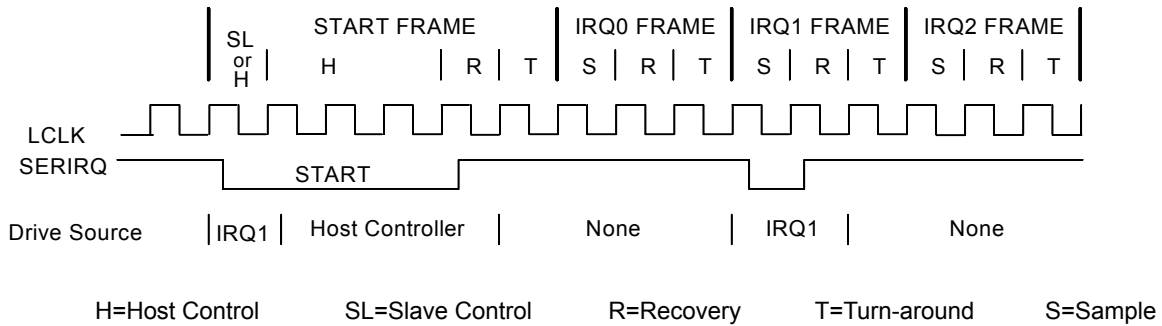 START FRAME IRQ0 FRAME IRQ1 FRAME IRQ2 FRAME
SL
or
H
H R T S R T S R T S R T
LCLK
SERIRQ
START
Drive Source IRQ1 Host Controller None IRQ1 None
H=Host Control SL=Slave Control R=Recovery T=Turn-around S=Sample